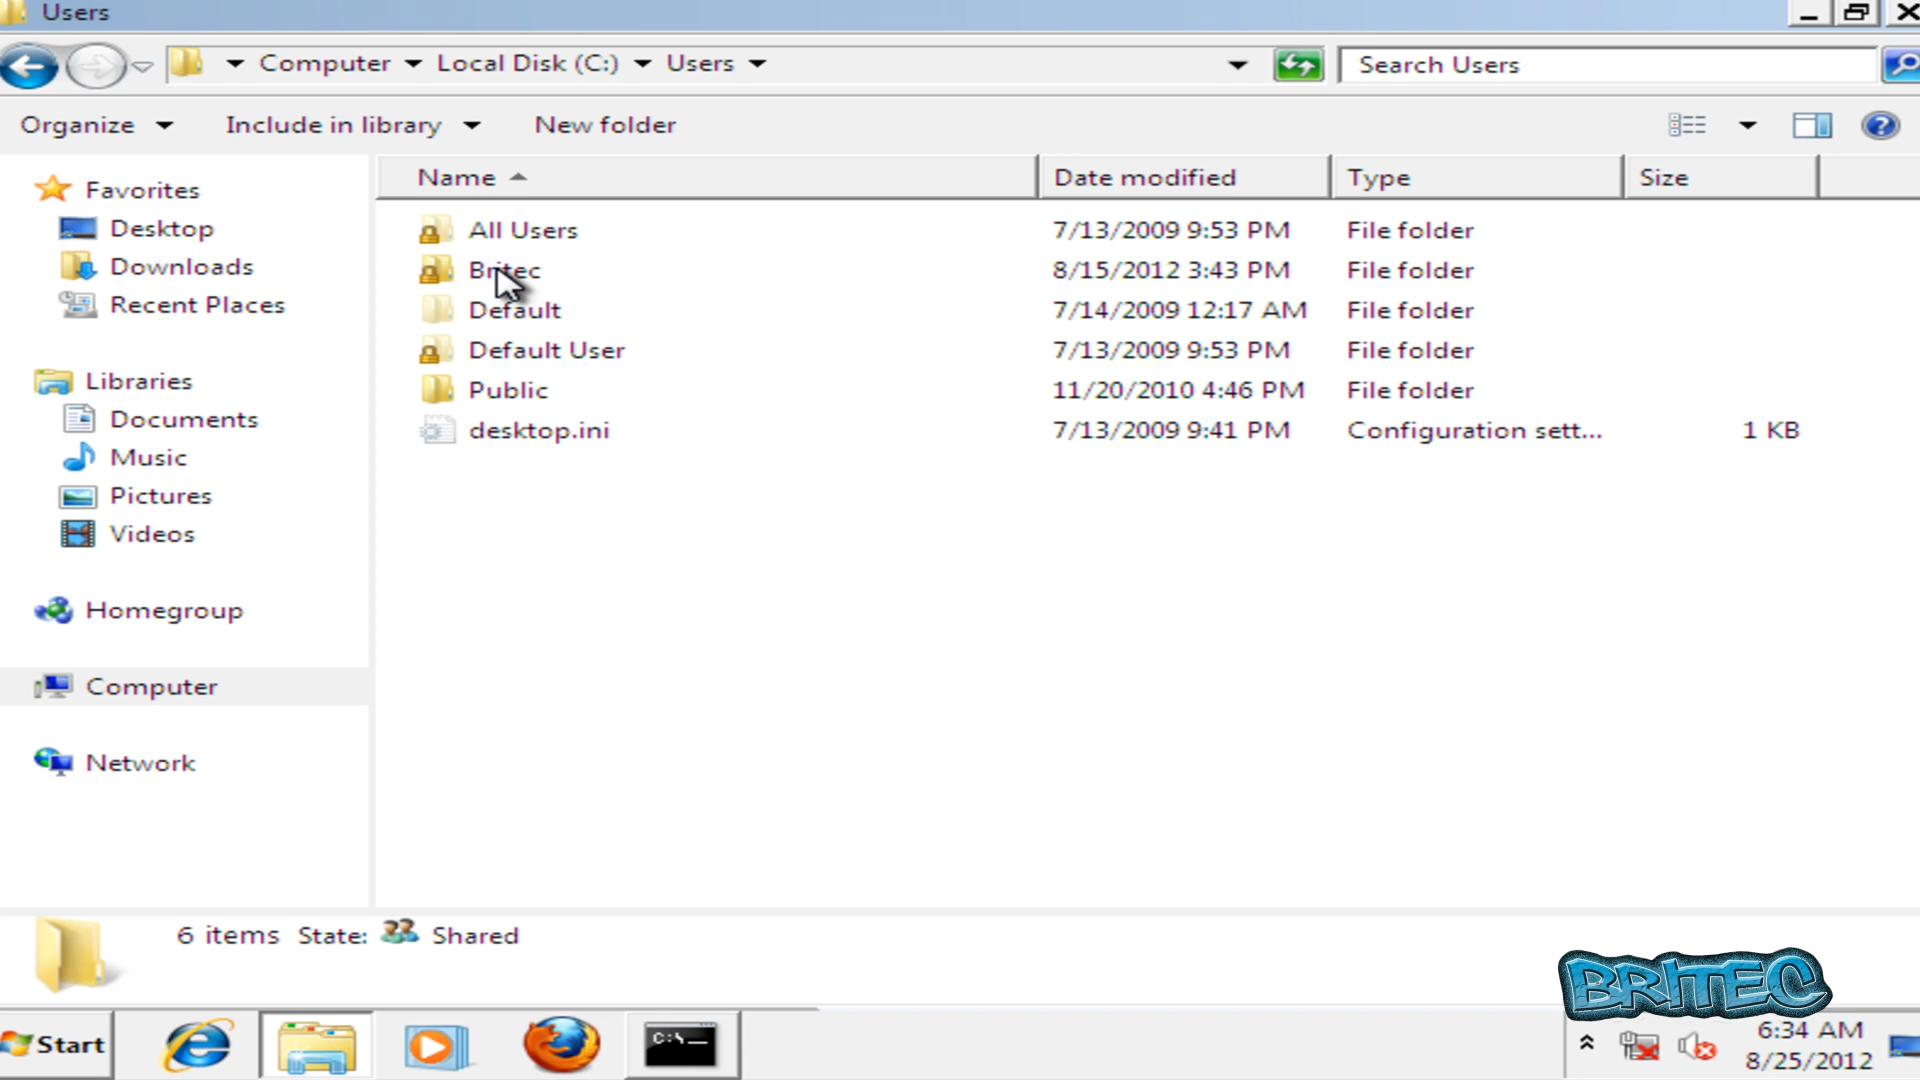 Users
Computer Local Disk (C:) Users
Search Users
Organize Include in library New folder
Name Date modified Type Size
Favorites
Desktop
Downloads
Recent Places
Libraries
Documents
Music
Pictures
Videos
Homegroup
Computer
Network
All Users 7/13/2009 9:53 PM File folder
Britec 8/15/2012 3:43 PM File folder
Default 7/14/2009 12:17 AM File folder
Default User 7/13/2009 9:53 PM File folder
Public 11/20/2010 4:46 PM File folder
desktop.ini 7/13/2009 9:41 PM Configuration sett... 1 KB
6 items State: Shared
BRITEC
Start
C:\
6:34 AM
8/25/2012